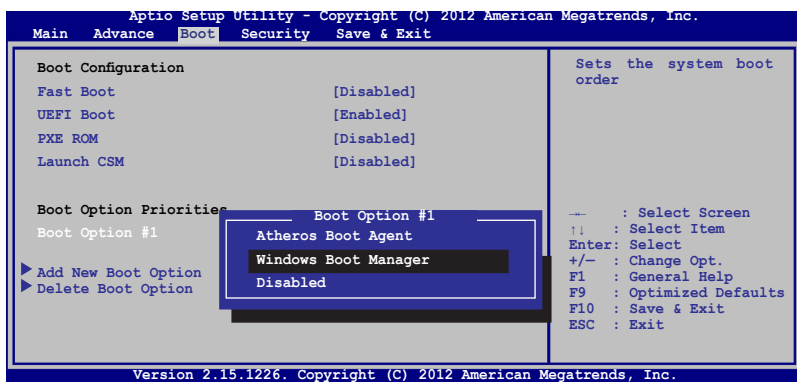 Aptio Setup Utility - Copyright (C) 2012 American Megatrends, Inc.
Main Advance Boot Security Save & Exit
Boot Configuration
Fast Boot [Disabled]
UEFI Boot [Enabled]
PXE ROM [Disabled]
Launch CSM [Disabled]
Boot Option Priorities
Boot Option #1
Add New Boot Option
Delete Boot Option
Boot Option #1
Atheros Boot Agent
Windows Boot Manager
Disabled
Sets the system boot
order
→← : Select Screen
↑↓ : Select Item
Enter: Select
+/— : Change Opt.
F1 : General Help
F9 : Optimized Defaults
F10 : Save & Exit
ESC : Exit
Version 2.15.1226. Copyright (C) 2012 American Megatrends, Inc.